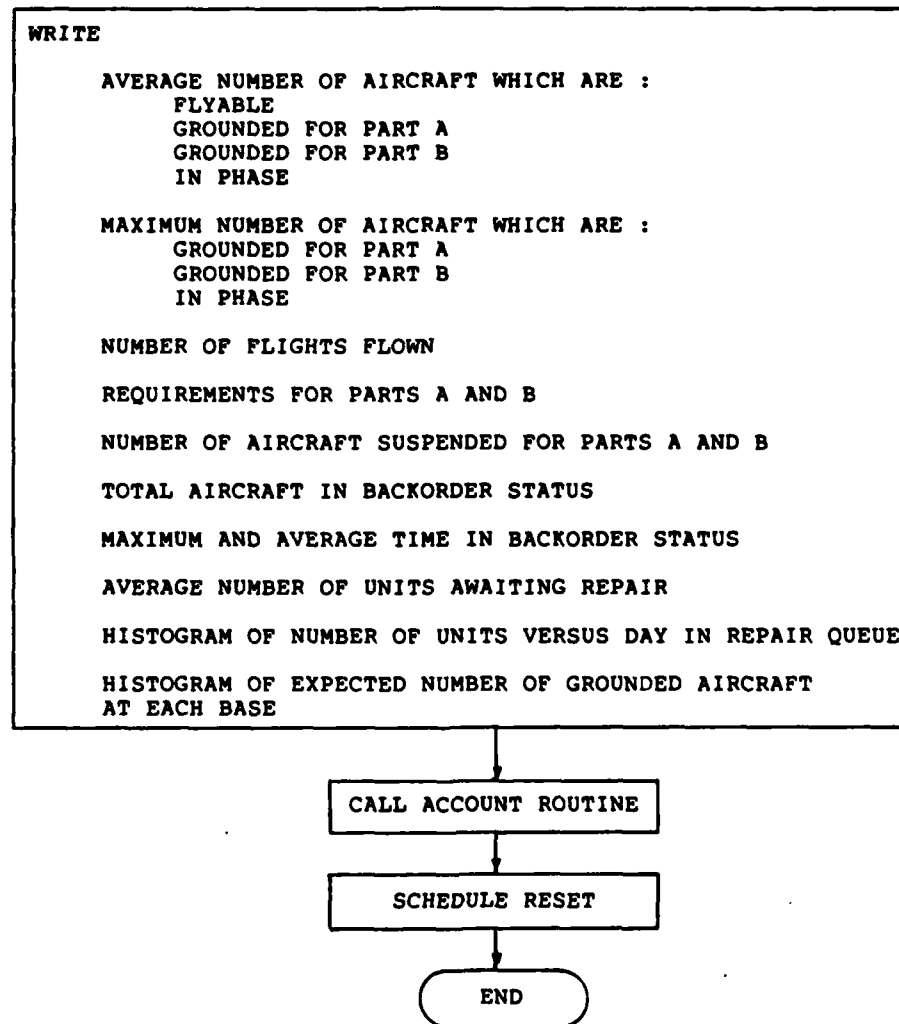 WRITE
AVERAGE NUMBER OF AIRCRAFT WHICH ARE :
FLYABLE
GROUNDED FOR PART A
GROUNDED FOR PART B
IN PHASE
MAXIMUM NUMBER OF AIRCRAFT WHICH ARE :
GROUNDED FOR PART A
GROUNDED FOR PART B
IN PHASE
NUMBER OF FLIGHTS FLOWN
REQUIREMENTS FOR PARTS A AND B
NUMBER OF AIRCRAFT SUSPENDED FOR PARTS A AND B
TOTAL AIRCRAFT IN BACKORDER STATUS
MAXIMUM AND AVERAGE TIME IN BACKORDER STATUS
AVERAGE NUMBER OF UNITS AWAITING REPAIR
HISTOGRAM OF NUMBER OF UNITS VERSUS DAY IN REPAIR QUEUE
HISTOGRAM OF EXPECTED NUMBER OF GROUNDED AIRCRAFT
AT EACH BASE
CALL ACCOUNT ROUTINE
SCHEDULE RESET
END